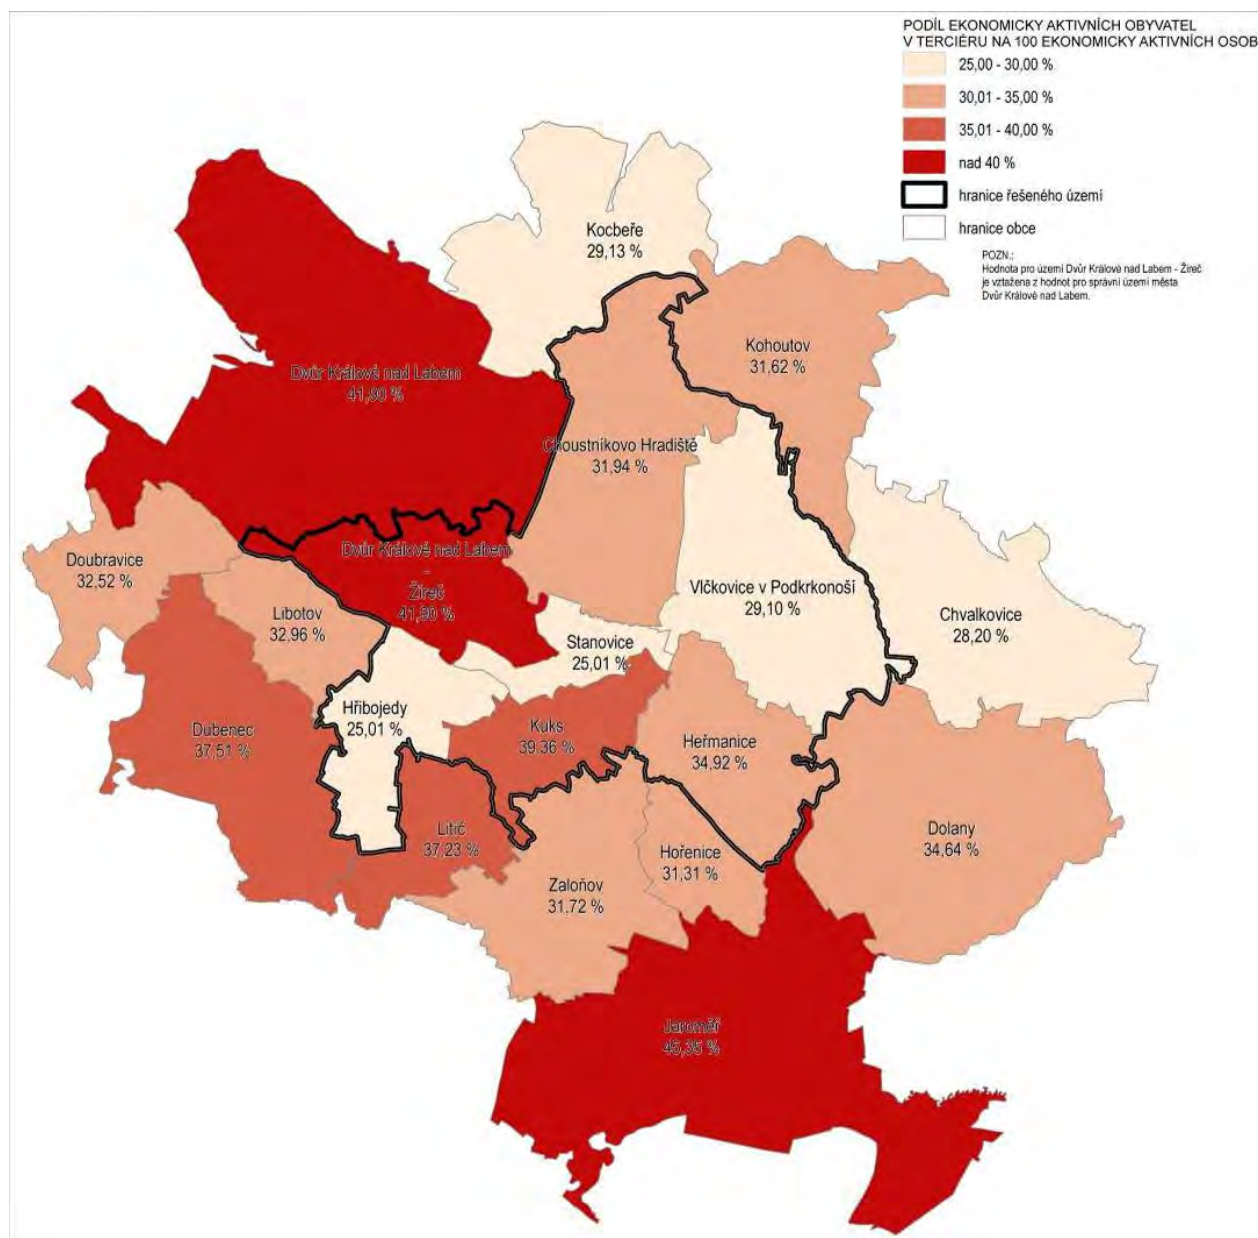 PODÍL EKONOMICKY AKTIVNÍCH OBYVATEL
V TERCIÉRU NA 100 EKONOMICKY AKTIVNÍCH OSOB
25,00 - 30,00 %
30,01 - 35,00 %
35,01 - 40,00 %
nad 40 %
hranice řešeného území
hranice obce
POZN.:
Hodnota pro území Dvůr Králové nad Labem - Žireč
je vztažena z hodnot pro správní území města
Dvůr Králové nad Labem.
Kocbeře
29,13 %
Kohoutov
31,62 %
Dvůr Králové nad Labem
41,90 %
Choustníkovo Hradiště
31,94 %
Doubravice
32,52 %
Dvůr Králové nad Labem
-
Žireč
41,90 %
Vlčkovice v Podkrkonoší
29,10 %
Chvalkovice
28,20 %
Libotov
32,96 %
Stanovice
25,01 %
Hřibojedy
25,01 %
Dubenec
37,51 %
Kuks
39,36 %
Heřmanice
34,92 %
Litíč
37,23 %
Dolany
34,64 %
Hořenice
31,31 %
Zaloňov
31,72 %
Jaroměř
45,35 %